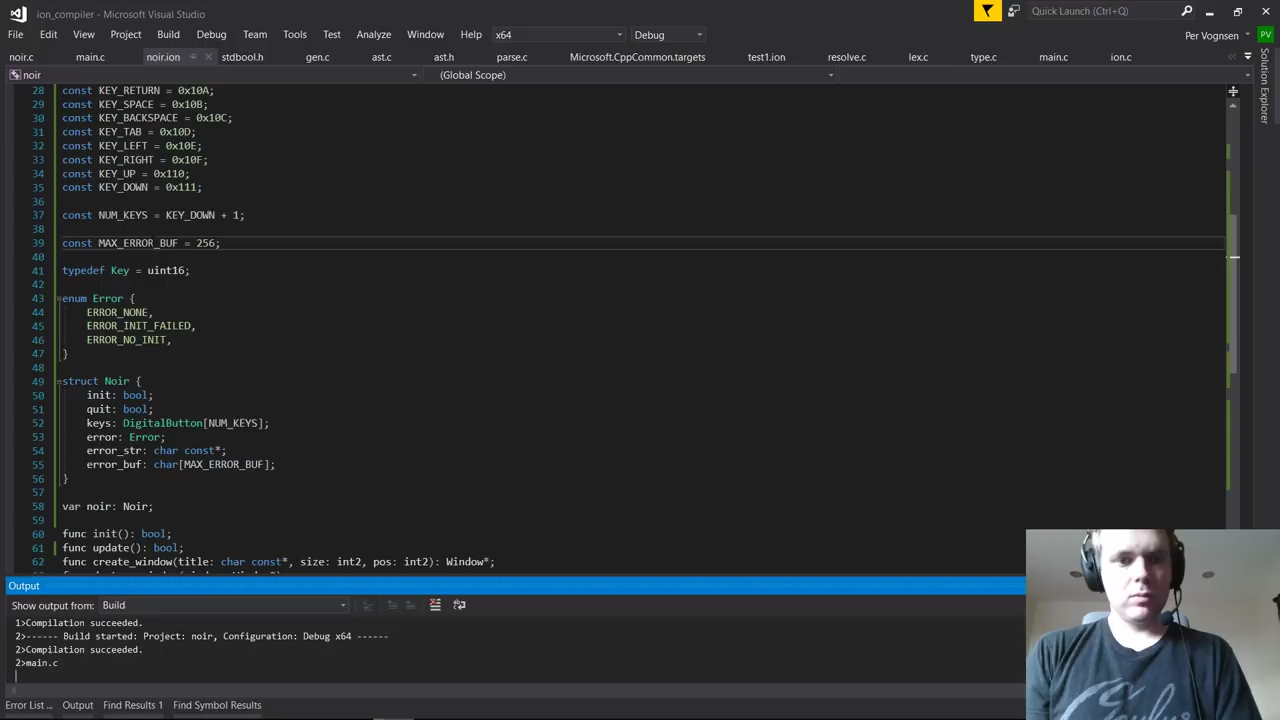 ion_compiler - Microsoft Visual Studio
Quick Launch (Ctrl+Q)
File Edit View Project Build Debug Team Tools Test Analyze Window Help x64 Debug Per Vognsen PV
noir.c main.c noir.ion stdbool.h gen.c ast.c ast.h parse.c Microsoft.CppCommon.targets test1.ion resolve.c lex.c type.c main.c ion.c
noir (Global Scope)
Solution Explorer
28 const KEY_RETURN = 0x10A;
29 const KEY_SPACE = 0x10B;
30 const KEY_BACKSPACE = 0x10C;
31 const KEY_TAB = 0x10D;
32 const KEY_LEFT = 0x10E;
33 const KEY_RIGHT = 0x10F;
34 const KEY_UP = 0x110;
35 const KEY_DOWN = 0x111;
36
37 const NUM_KEYS = KEY_DOWN + 1;
38
39 const MAX_ERROR_BUF = 256;
40
41 typedef Key = uint16;
42
43 enum Error {
44 ERROR_NONE,
45 ERROR_INIT_FAILED,
46 ERROR_NO_INIT,
47 }
48
49 struct Noir {
50 init: bool;
51 quit: bool;
52 keys: DigitalButton[NUM_KEYS];
53 error: Error;
54 error_str: char const*;
55 error_buf: char[MAX_ERROR_BUF];
56 }
57
58 var noir: Noir;
59
60 func init(): bool;
61 func update(): bool;
62 func create_window(title: char const*, size: int2, pos: int2): Window*;
Output
Show output from: Build
1>Compilation succeeded.
2>------ Build started: Project: noir, Configuration: Debug x64 ------
2>Compilation succeeded.
2>main.c
Error List ... Output Find Results 1 Find Symbol Results